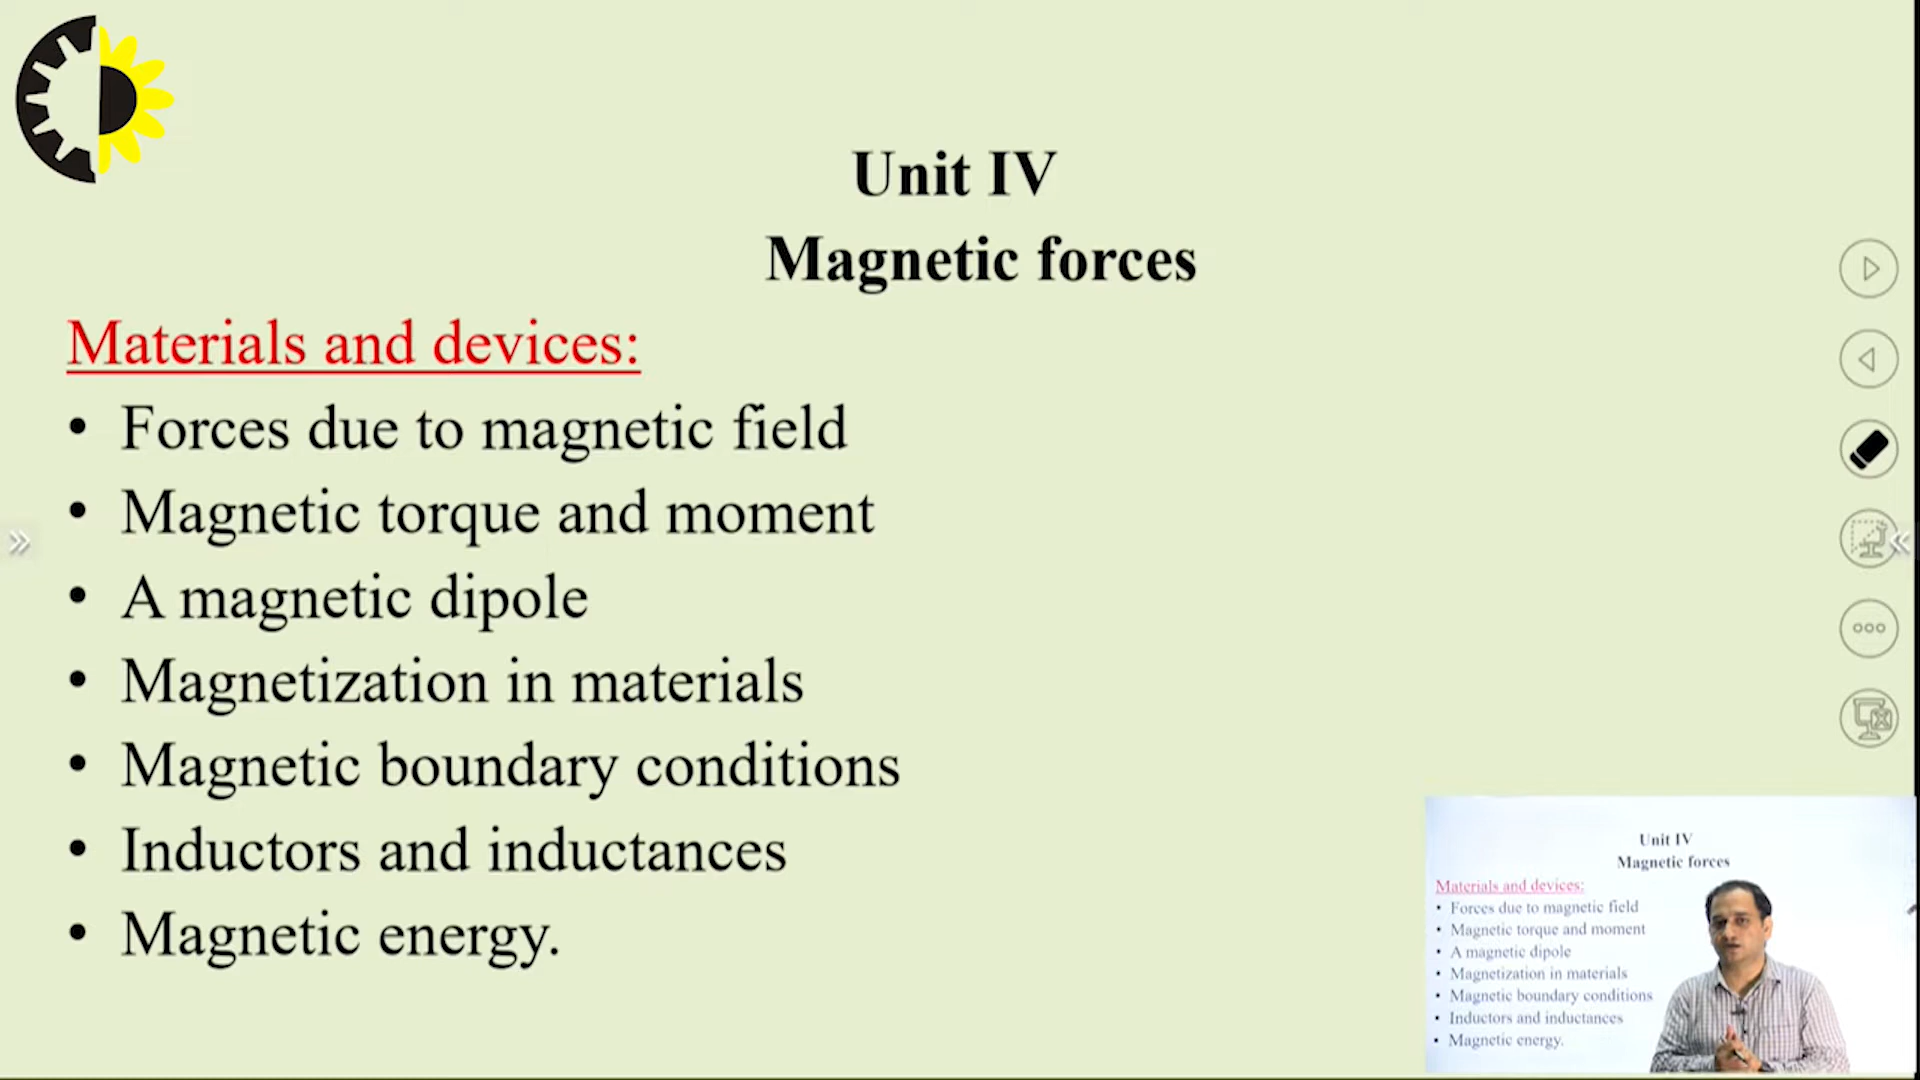 Unit IV
Magnetic forces
Materials and devices:
• Forces due to magnetic field
• Magnetic torque and moment
• A magnetic dipole
• Magnetization in materials
• Magnetic boundary conditions
• Inductors and inductances
• Magnetic energy.
Unit IV
Magnetic forces
Materials and devices:
• Forces due to magnetic field
• Magnetic torque and moment
• A magnetic dipole
• Magnetization in materials
• Magnetic boundary conditions
• Inductors and inductances
• Magnetic energy.